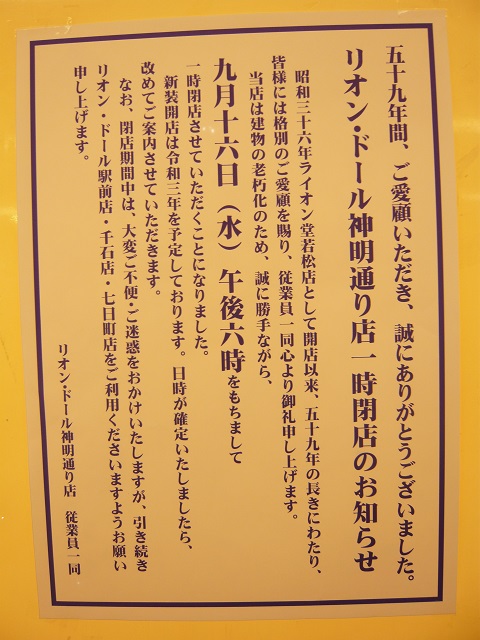 五十九年間、ご愛顧いただき、誠にありがとうございました。
リオン・ドール神明通り店一時閉店のお知らせ
昭和三十六年ライオン堂若松店として開店以来、五十九年の長きにわたり、
皆様には格別のご愛顧を賜り、従業員一同心より御礼申し上げます。
当店は建物の老朽化のため、誠に勝手ながら、
九月十六日（水）午後六時をもちまして
一時閉店させていただくことになりました。
新装開店は令和三年を予定しております。日時が確定いたしましたら、
改めてご案内させていただきます。
なお、閉店期間中は、大変ご不便・ご迷惑をおかけいたしますが、引き続き
リオン・ドール駅前店・千石店・七日町店をご利用くださいますようお願い
申し上げます。
リオン・ドール神明通り店 従業員一同